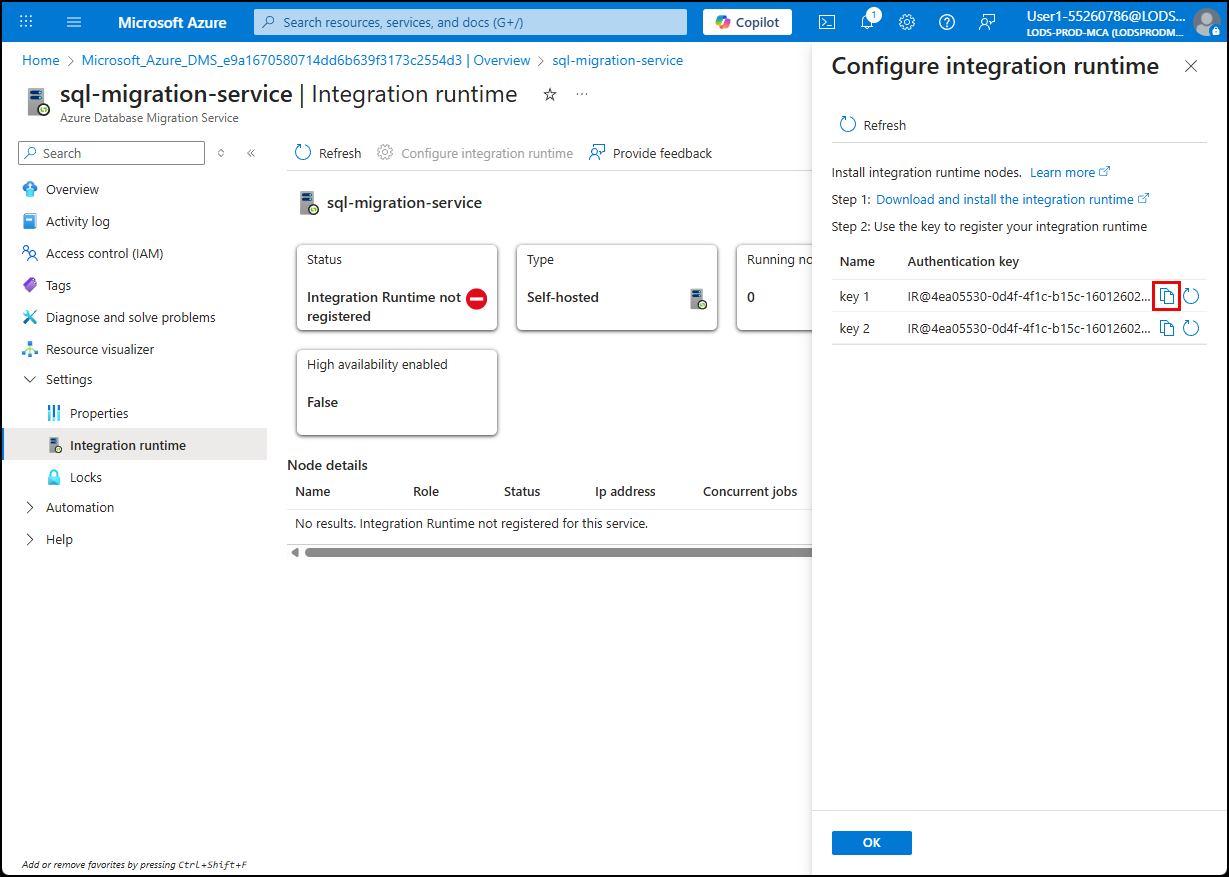 Microsoft Azure
Search resources, services, and docs (G+/)
Copilot
1
User1-55260786@LODS...
LODS-PROD-MCA (LODSPRODM...
Home > Microsoft_Azure_DMS_e9a1670580714dd6b639f3173c2554d3 | Overview > sql-migration-service
sql-migration-service | Integration runtime
Azure Database Migration Service
Search
Overview
Activity log
Access control (IAM)
Tags
Diagnose and solve problems
Resource visualizer
Settings
Properties
Integration runtime
Locks
Automation
Help
Add or remove favorites by pressing Ctrl+Shift+F
Refresh
Configure integration runtime
Provide feedback
sql-migration-service
Status
Integration Runtime not
registered
Type
Self-hosted
Running no
0
High availability enabled
False
Node details
Name Role Status Ip address Concurrent jobs
No results. Integration Runtime not registered for this service.
Configure integration runtime
Refresh
Install integration runtime nodes. Learn more
Step 1: Download and install the integration runtime
Step 2: Use the key to register your integration runtime
Name Authentication key
key 1 IR@4ea05530-0d4f-4f1c-b15c-16012602...
key 2 IR@4ea05530-0d4f-4f1c-b15c-16012602...
OK